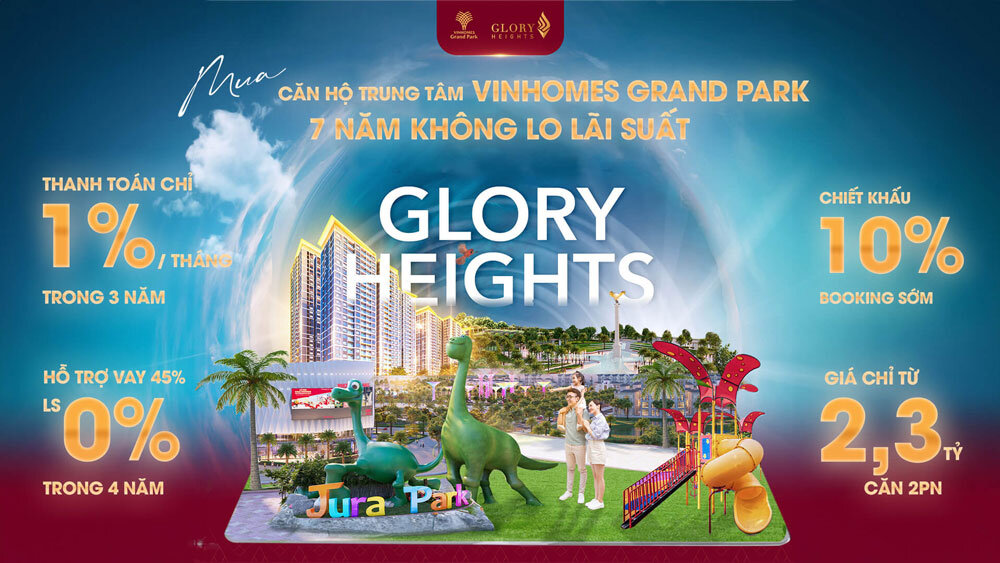 VINHOMES
Grand Park
GLORY
HEIGHTS
Mua
CĂN HỘ TRUNG TÂM VINHOMES GRAND PARK
7 NĂM KHÔNG LO LÃI SUẤT
THANH TOÁN CHỈ
1%/ THÁNG
TRONG 3 NĂM
HỖ TRỢ VAY 45%
LS 0%
TRONG 4 NĂM
GLORY
HEIGHTS
CHIẾT KHẤU
10%
BOOKING SỚM
GIÁ CHỈ TỪ
2,3 TỶ
CĂN 2PN
Jura Park